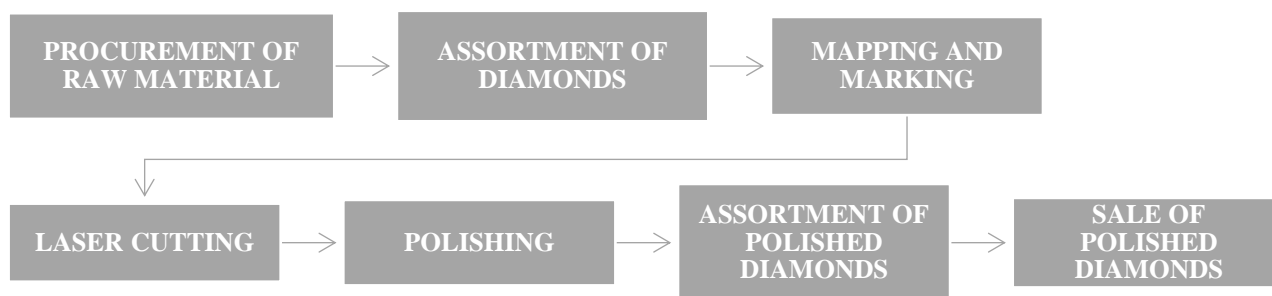 PROCUREMENT OF
RAW MATERIAL
ASSORTMENT OF
DIAMONDS
MAPPING AND
MARKING
LASER CUTTING
POLISHING
ASSORTMENT OF
POLISHED
DIAMONDS
SALE OF
POLISHED
DIAMONDS